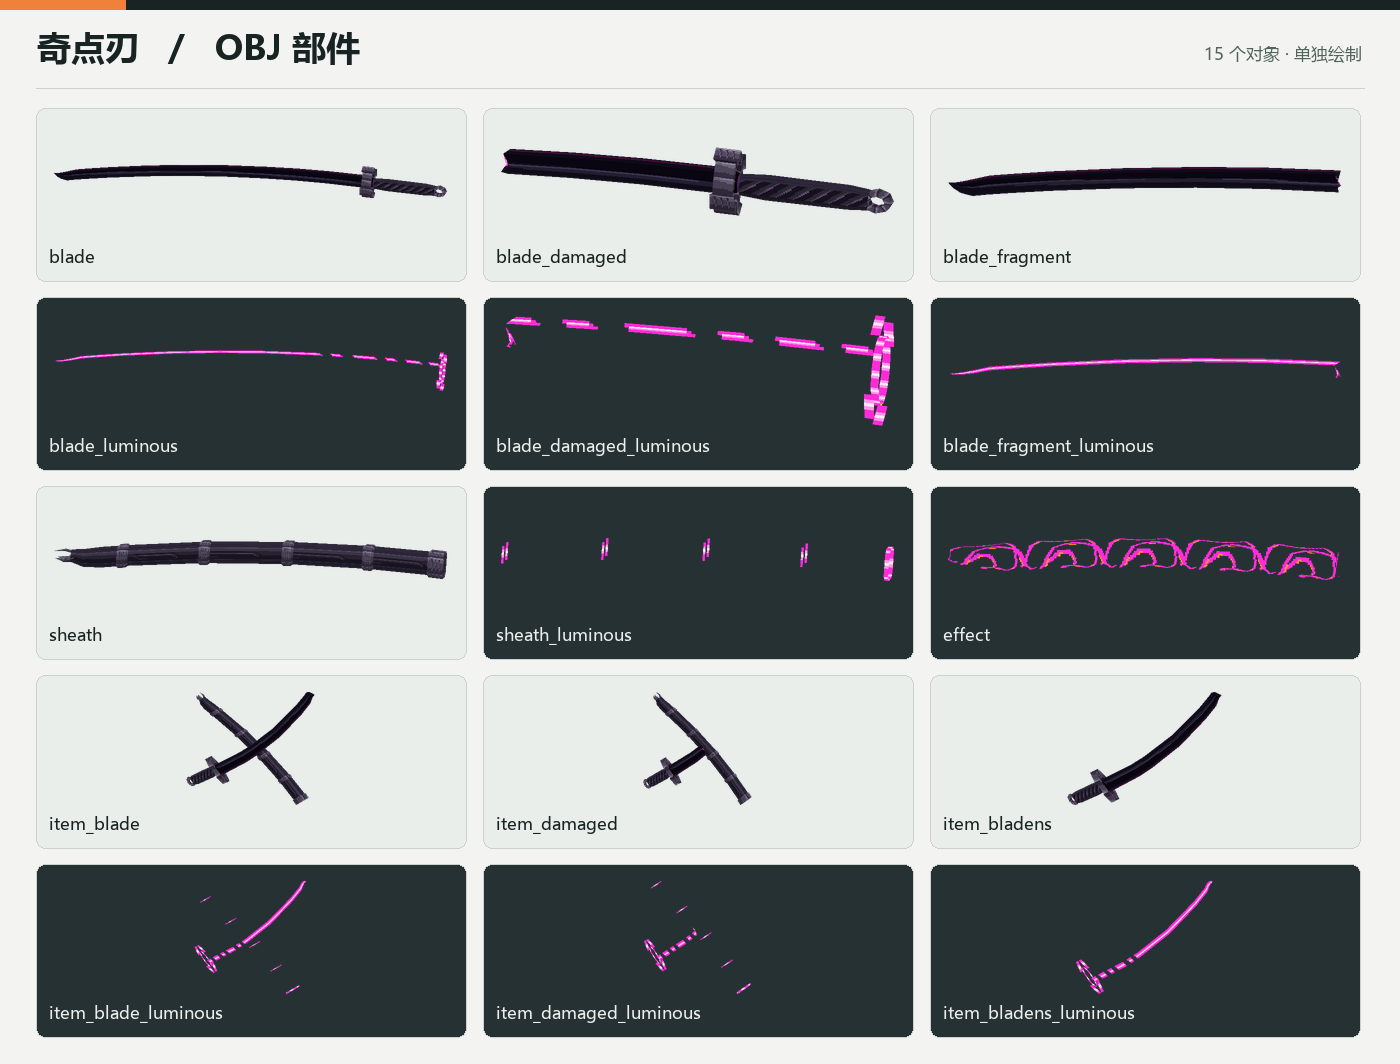 奇点刃 / OBJ 部件
15 个对象 · 单独绘制
blade
blade_damaged
blade_fragment
blade_luminous
blade_damaged_luminous
blade_fragment_luminous
sheath
sheath_luminous
effect
item_blade
item_damaged
item_bladens
item_blade_luminous
item_damaged_luminous
item_bladens_luminous